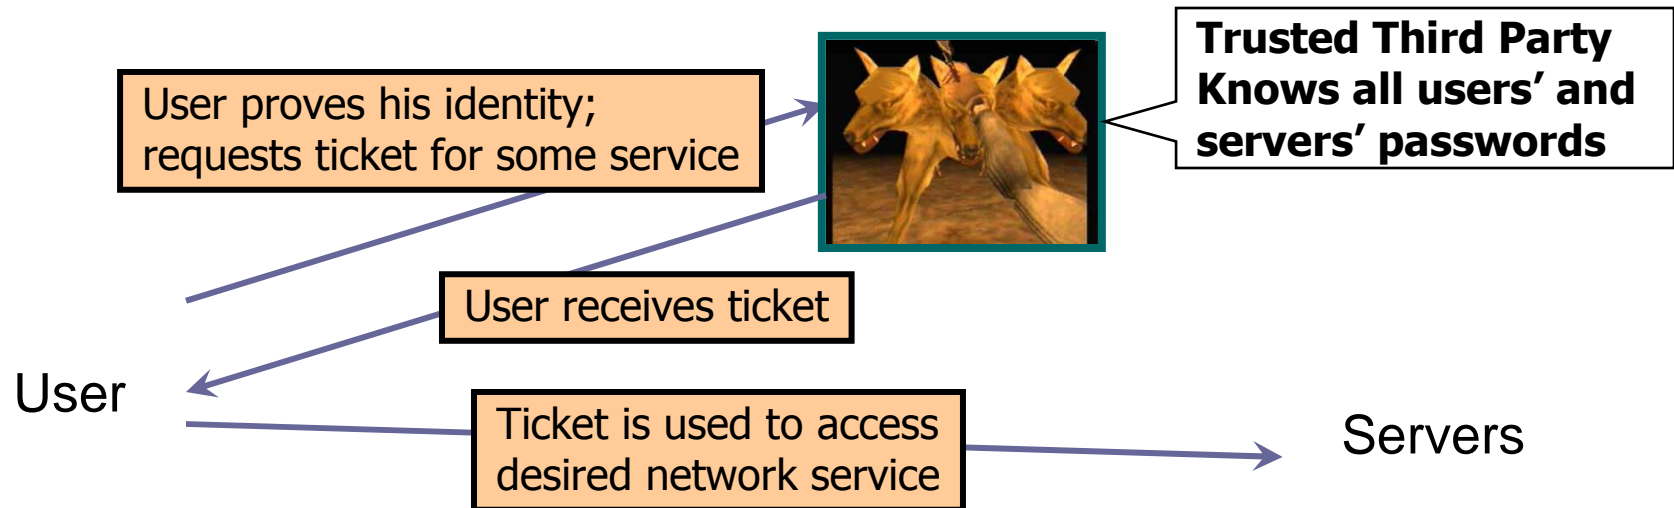 Trusted Third Party
Knows all users’ and
servers’ passwords
User proves his identity;
requests ticket for some service
User receives ticket
User
Ticket is used to access
desired network service
Servers